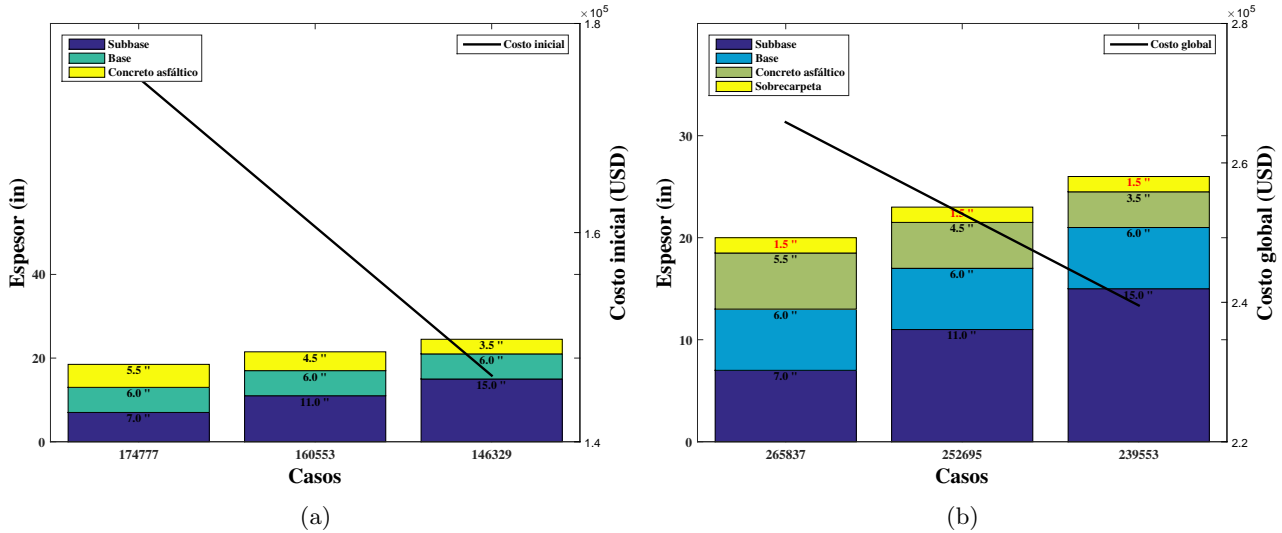 ×10⁵
Subbase
Base
Concreto asfáltico
Costo inicial
1.8
1.6
1.4
40
20
0
Espesor (in)
Costo inicial (USD)
5.5 "
6.0 "
7.0 "
4.5 "
6.0 "
11.0 "
3.5 "
6.0 "
15.0 "
174777
160553
146329
Casos
(a)
×10⁵
Subbase
Base
Concreto asfáltico
Sobrecarpeta
Costo global
2.8
2.6
2.4
2.2
30
20
10
0
Espesor (in)
Costo global (USD)
1.5 "
5.5 "
6.0 "
7.0 "
1.5 "
4.5 "
6.0 "
11.0 "
1.5 "
3.5 "
6.0 "
15.0 "
265837
252695
239553
Casos
(b)